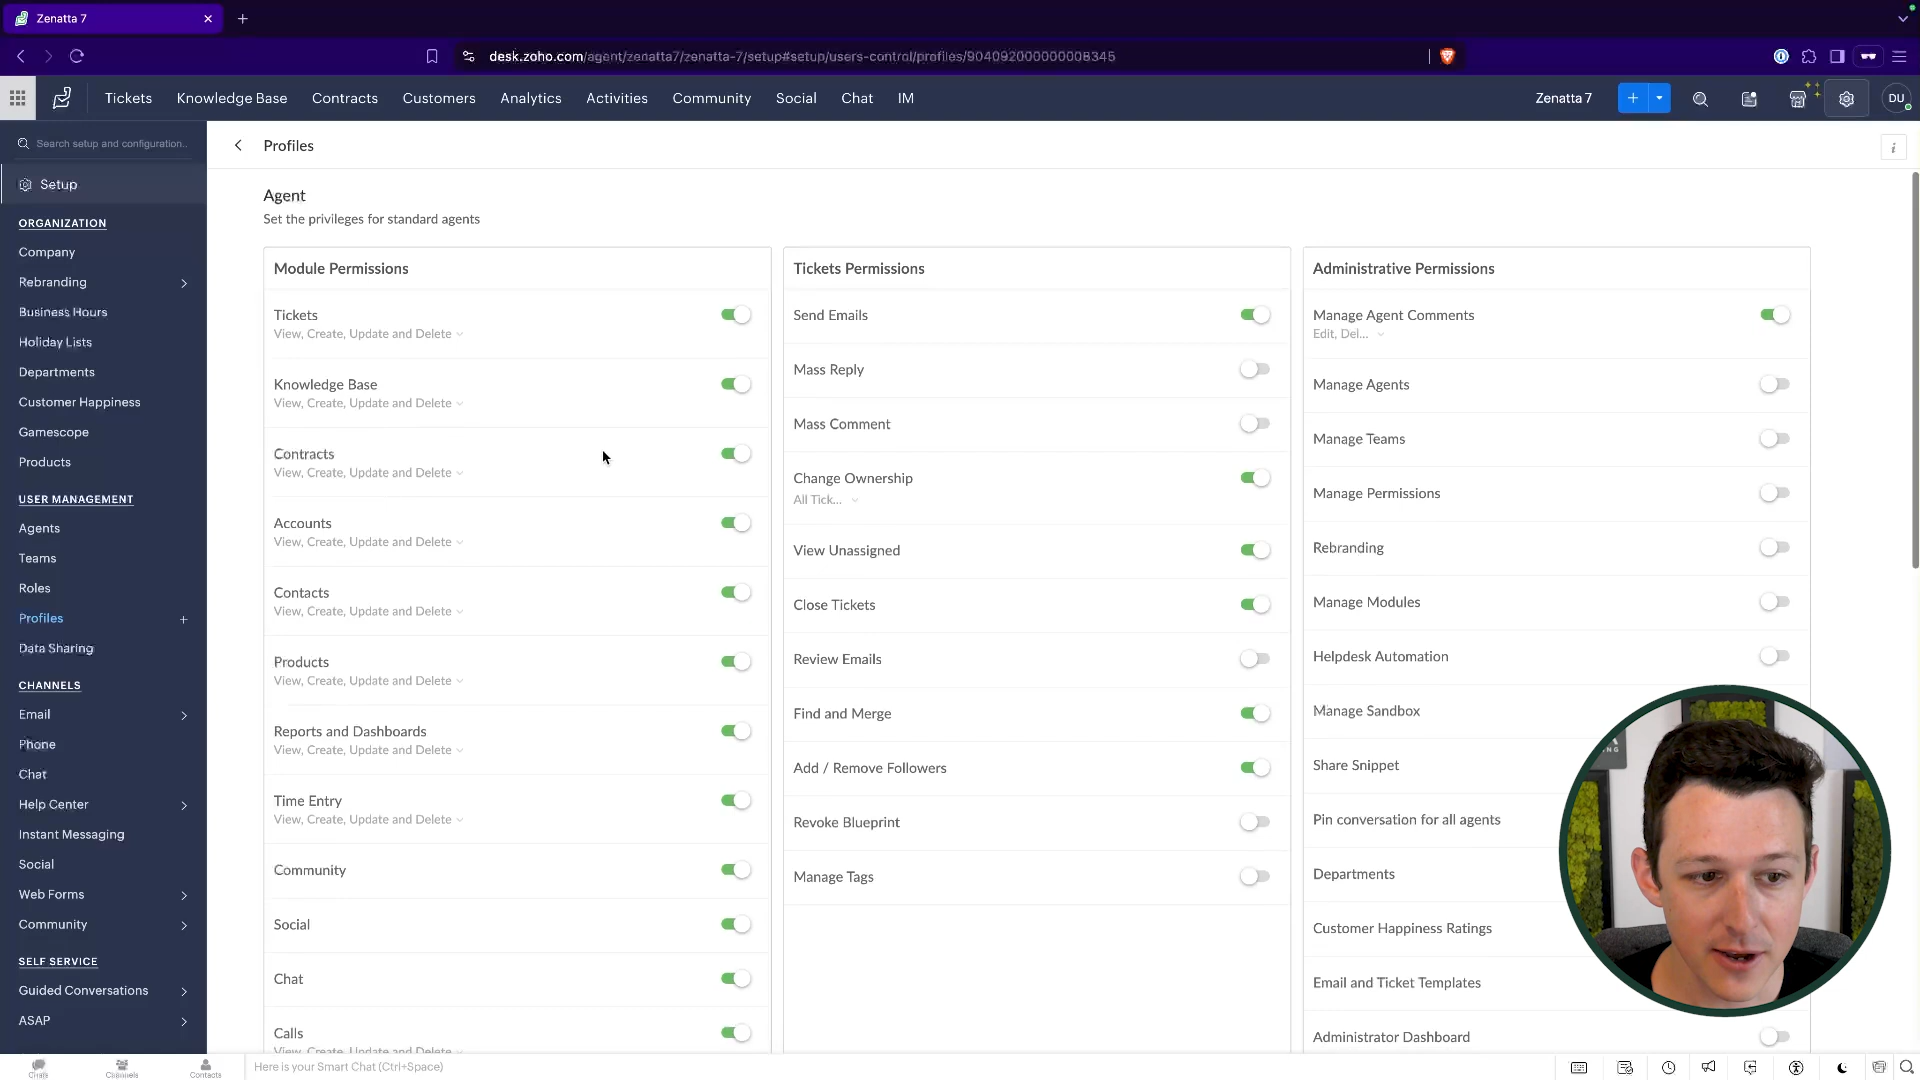 Zenatta 7
desk.zoho.com/agent/zenatta7/zenatta-7/setup#setup/users-control/profiles/904092000000008345
Tickets
Knowledge Base
Contracts
Customers
Analytics
Activities
Community
Social
Chat
IM
Zenatta 7
DU
Search setup and configuration..
Setup
ORGANIZATION
Company
Rebranding
Business Hours
Holiday Lists
Departments
Customer Happiness
Gamescope
Products
USER MANAGEMENT
Agents
Teams
Roles
Profiles
Data Sharing
CHANNELS
Email
Phone
Chat
Help Center
Instant Messaging
Social
Web Forms
Community
SELF SERVICE
Guided Conversations
ASAP
Profiles
Agent
Set the privileges for standard agents
Module Permissions
Tickets
View, Create, Update and Delete
Knowledge Base
View, Create, Update and Delete
Contracts
View, Create, Update and Delete
Accounts
View, Create, Update and Delete
Contacts
View, Create, Update and Delete
Products
View, Create, Update and Delete
Reports and Dashboards
View, Create, Update and Delete
Time Entry
View, Create, Update and Delete
Community
Social
Chat
Calls
View, Create, Update and Delete
Tickets Permissions
Send Emails
Mass Reply
Mass Comment
Change Ownership
All Tick...
View Unassigned
Close Tickets
Review Emails
Find and Merge
Add / Remove Followers
Revoke Blueprint
Manage Tags
Administrative Permissions
Manage Agent Comments
Edit, Del...
Manage Agents
Manage Teams
Manage Permissions
Rebranding
Manage Modules
Helpdesk Automation
Manage Sandbox
Share Snippet
Pin conversation for all agents
Departments
Customer Happiness Ratings
Email and Ticket Templates
Administrator Dashboard
Chats
Channels
Contacts
Here is your Smart Chat (Ctrl+Space)